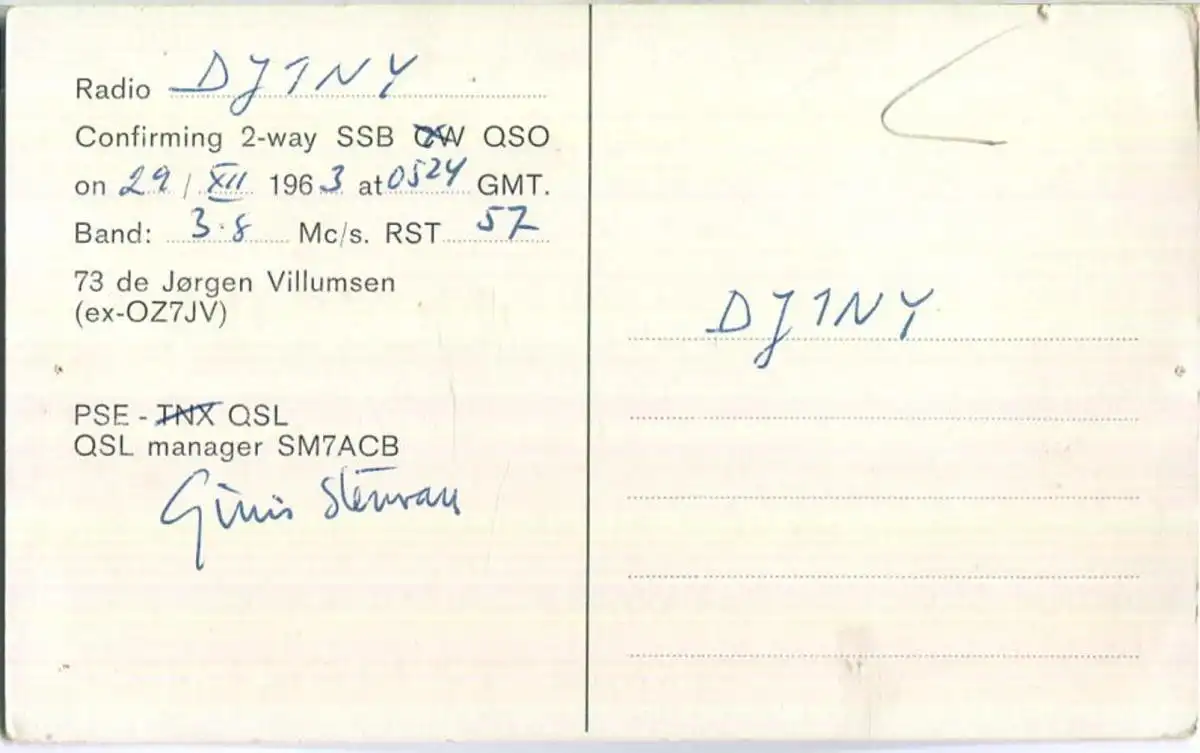 Radio DJ1NY
Confirming 2-way SSB CW QSO
on 29 / XII 1963 at 0524 GMT.
Band: 3.8 Mc/s. RST 57
73 de Jørgen Villumsen
(ex-OZ7JV)
PSE - TNX QSL
QSL manager SM7ACB
DJ1NY